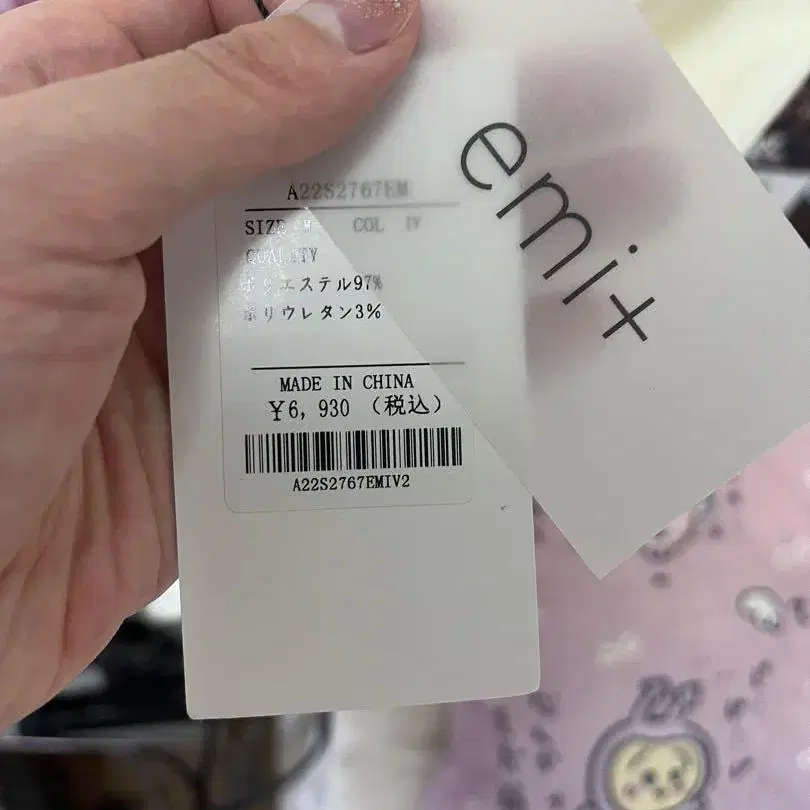 emi+
A22S2767EM
SIZE M COL IV
QUALITY
ポリエステル97%
ポリウレタン3%
MADE IN CHINA
¥6,930 (税込)
A22S2767EMIV2